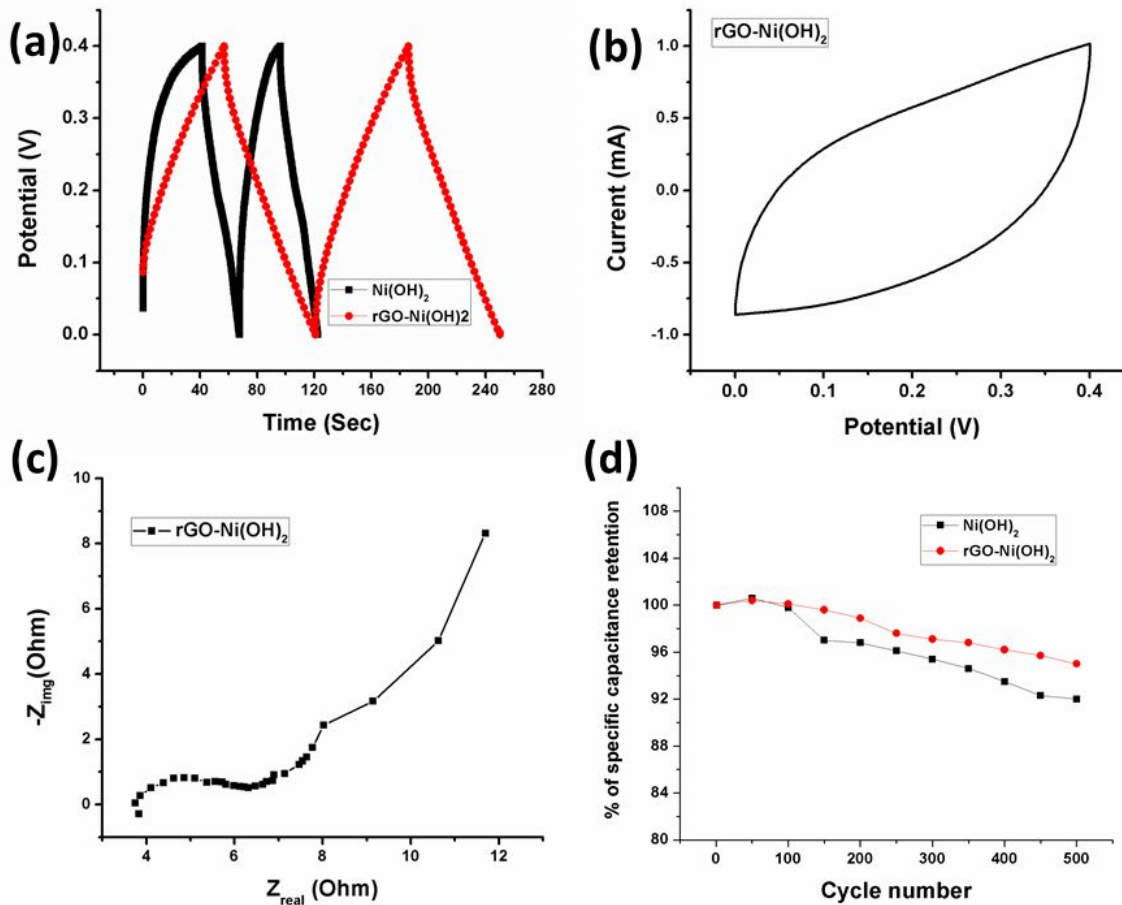 (a)
0.4
0.3
0.2
0.1
0.0
Potential (V)
Ni(OH)₂
rGO-Ni(OH)2
0 40 80 120 160 200 240 280
Time (Sec)
(b)
rGO-Ni(OH)₂
1.0
0.5
0.0
-0.5
-1.0
Current (mA)
0.0 0.1 0.2 0.3 0.4
Potential (V)
(c)
10
8
6
4
2
0
-Z_img(Ohm)
rGO-Ni(OH)₂
4 6 8 10 12
Z_real (Ohm)
(d)
108
104
100
96
92
88
84
80
% of specific capacitance retention
Ni(OH)₂
rGO-Ni(OH)₂
0 100 200 300 400 500
Cycle number